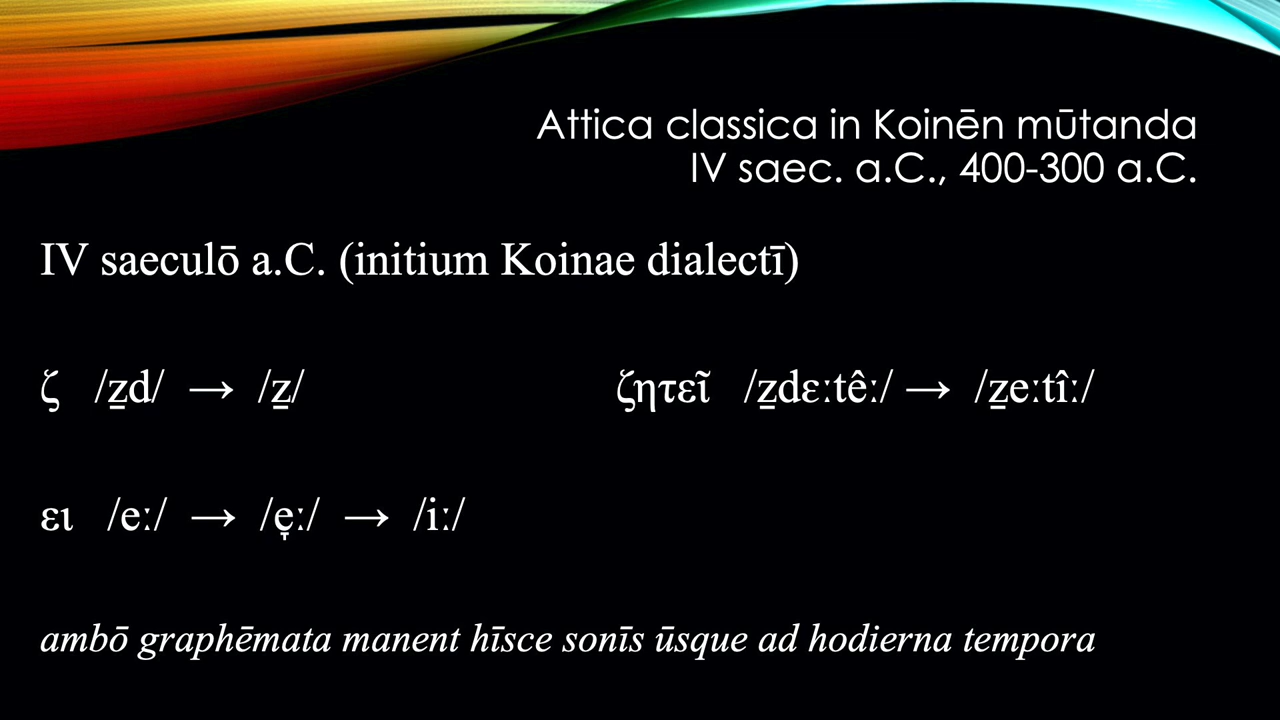 Attica classica in Koinēn mūtanda
IV saec. a.C., 400-300 a.C.
IV saeculō a.C. (initium Koinae dialectī)
ζ /z̠d/ → /z̠/ ζητεῖ /z̠dɛːtêː/ → /z̠eːtîː/
ει /eː/ → /e̝ː/ → /iː/
ambō graphēmata manent hīsce sonīs ūsque ad hodierna tempora